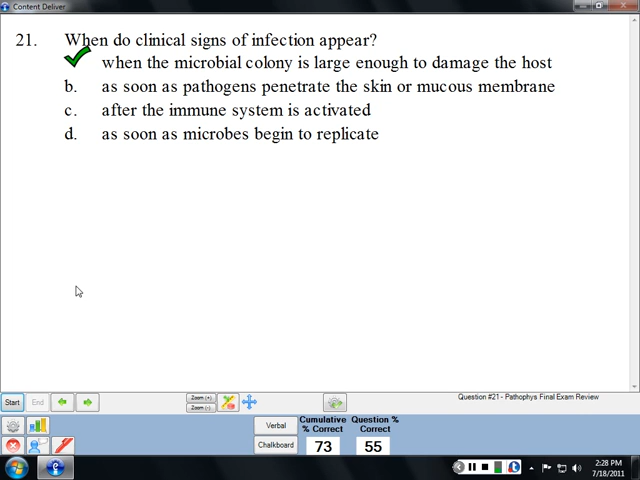 Content Deliver
21. When do clinical signs of infection appear?
when the microbial colony is large enough to damage the host
b. as soon as pathogens penetrate the skin or mucous membrane
c. after the immune system is activated
d. as soon as microbes begin to replicate
Start End Zoom (+) Zoom (-) Question #21 - Pathophys Final Exam Review
Verbal Cumulative % Correct Question % Correct
Chalkboard 73 55
2:28 PM
7/18/2011